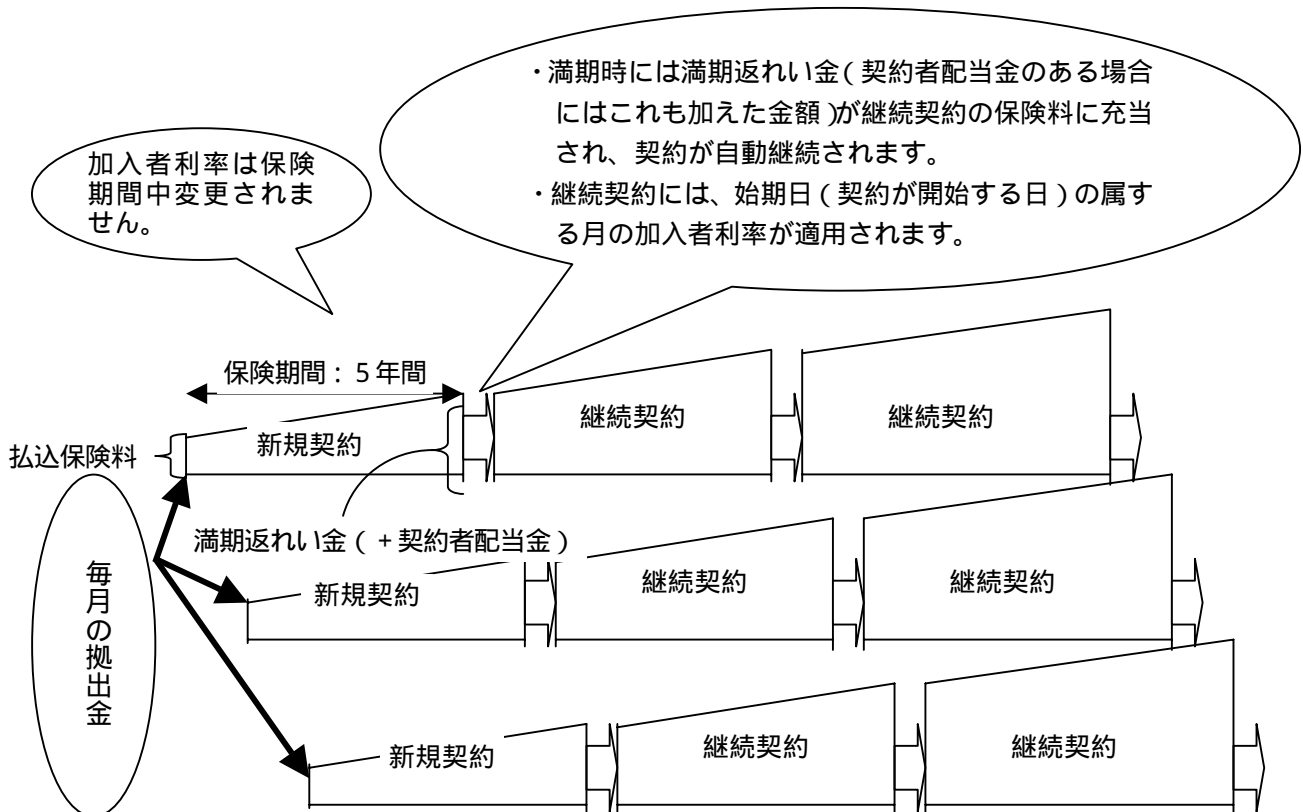 ・満期時には満期返れい金（契約者配当金のある場合
にはこれも加えた金額）が継続契約の保険料に充当
され、契約が自動継続されます。
・継続契約には、始期日（契約が開始する日）の属す
る月の加入者利率が適用されます。
加入者利率は保険
期間中変更されま
せん。
保険期間：５年間
払込保険料
新規契約
継続契約
継続契約
満期返れい金（＋契約者配当金）
毎月の拠出金
新規契約
継続契約
継続契約
新規契約
継続契約
継続契約